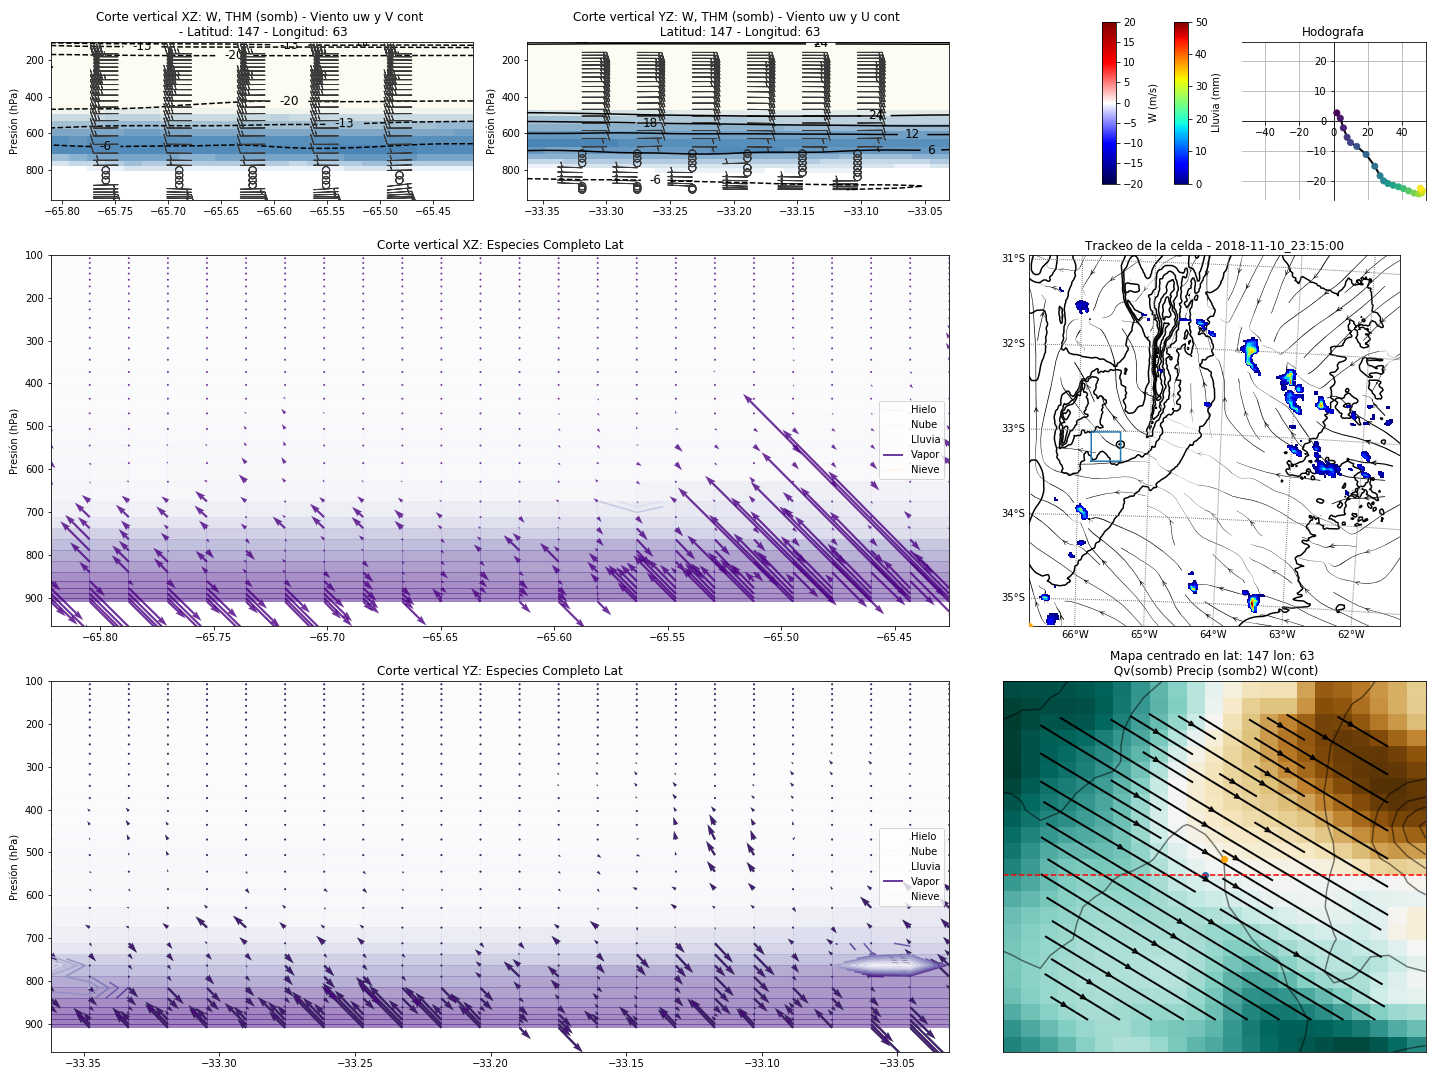 Corte vertical XZ: W, THM (somb) - Viento uw y V cont
- Latitud: 147 - Longitud: 63
Presión (hPa)
200
400
600
800
-13
-13
-20
-20
-13
-6
−65.80
−65.75
−65.70
−65.65
−65.60
−65.55
−65.50
−65.45
Corte vertical YZ: W, THM (somb) - Viento uw y U cont
Latitud: 147 - Longitud: 63
Presión (hPa)
200
400
600
800
24
24
18
12
6
-6
−33.35
−33.30
−33.25
−33.20
−33.15
−33.10
−33.05
20
15
10
5
0
−5
−10
−15
−20
W (m/s)
50
40
30
20
10
0
Lluvia (mm)
Hodografa
20
10
0
−10
−20
−40
−20
0
20
40
Corte vertical XZ: Especies Completo Lat
Presión (hPa)
100
200
300
400
500
600
700
800
900
Hielo
Nube
Lluvia
Vapor
Nieve
−65.80
−65.75
−65.70
−65.65
−65.60
−65.55
−65.50
−65.45
Trackeo de la celda - 2018-11-10_23:15:00
31°S
32°S
33°S
34°S
35°S
66°W
65°W
64°W
63°W
62°W
Corte vertical YZ: Especies Completo Lat
Presión (hPa)
100
200
300
400
500
600
700
800
900
Hielo
Nube
Lluvia
Vapor
Nieve
−33.35
−33.30
−33.25
−33.20
−33.15
−33.10
−33.05
Mapa centrado en lat: 147 lon: 63
Qv(somb) Precip (somb2) W(cont)